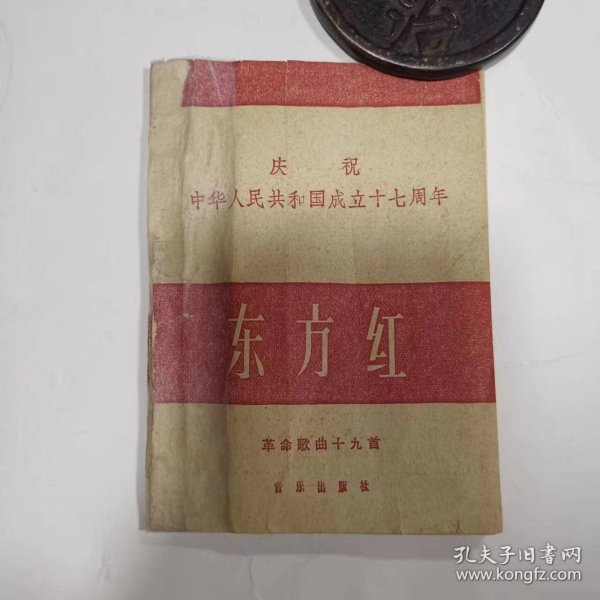 庆 祝
中华人民共和国成立十七周年
东方红
革命歌曲十九首
音乐出版社
孔夫子旧书网
www.kongfz.com